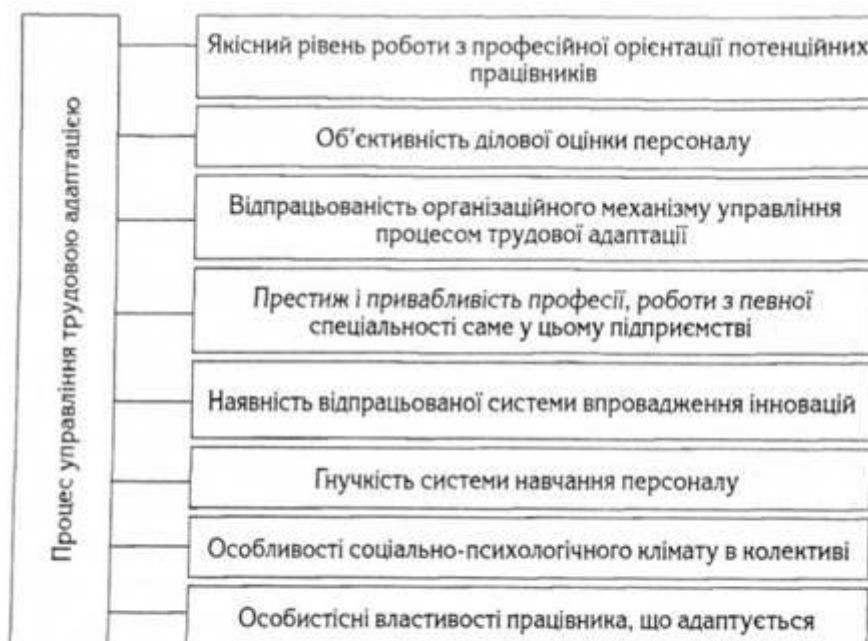 Процес управління трудовою адаптацією
Якісний рівень роботи з професійної орієнтації потенційних
працівників
Об’єктивність ділової оцінки персоналу
Відпрацьованість організаційного механізму управління
процесом трудової адаптації
Престиж і привабливість професії, роботи з певної
спеціальності саме у цьому підприємстві
Наявність відпрацьованої системи впровадження інновацій
Гнучкість системи навчання персоналу
Особливості соціально-психологічного клімату в колективі
Особистісні властивості працівника, що адаптується